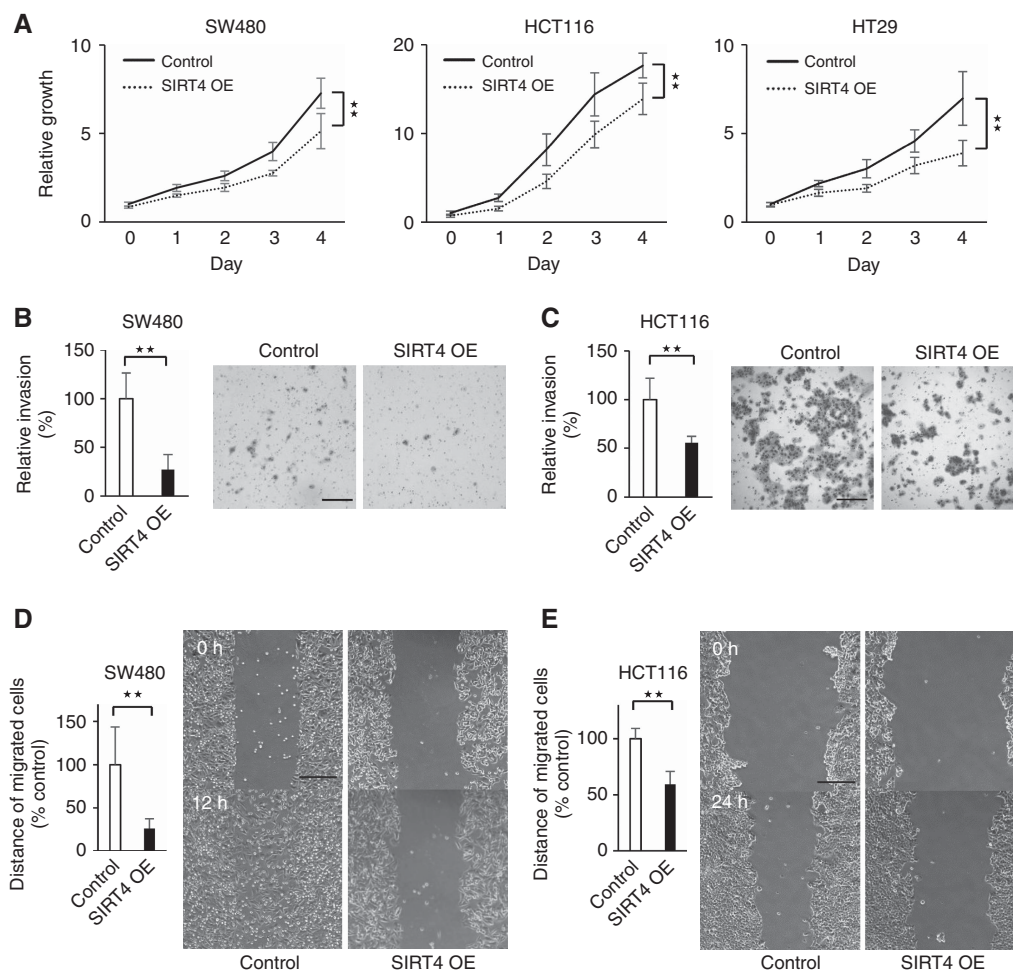 A
SW480
HCT116
HT29
Relative growth
10
5
0
Control
SIRT4 OE
★★
0 1 2 3 4
Day
20
10
0
Control
SIRT4 OE
★★
0 1 2 3 4
Day
10
5
0
Control
SIRT4 OE
★★
0 1 2 3 4
Day
B
SW480
Relative invasion
(%)
150
100
50
0
★★
Control
SIRT4 OE
Control
SIRT4 OE
C
HCT116
Relative invasion
(%)
150
100
50
0
★★
Control
SIRT4 OE
Control
SIRT4 OE
D
SW480
Distance of migrated cells
(% control)
150
100
50
0
★★
Control
SIRT4 OE
0 h
12 h
Control
SIRT4 OE
E
HCT116
Distance of migrated cells
(% control)
100
50
0
★★
Control
SIRT4 OE
0 h
24 h
Control
SIRT4 OE